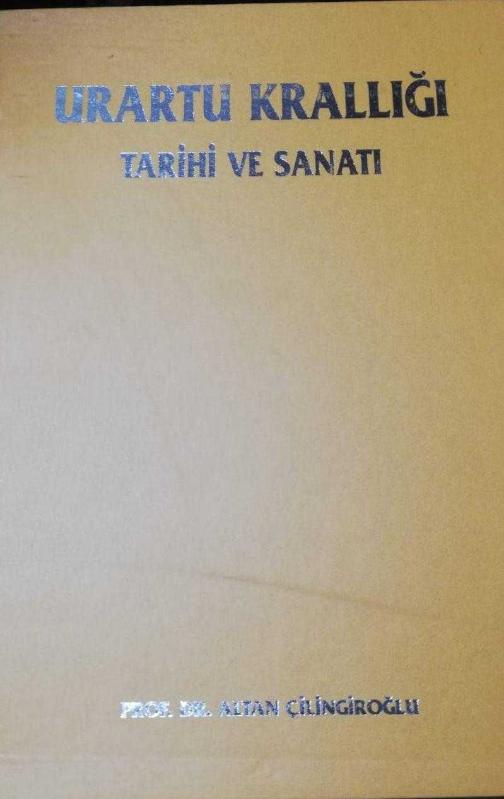 URARTU KRALLIĞI
TARİHİ VE SANATI
PROF. DR. ALTAN ÇİLİNGİROĞLU